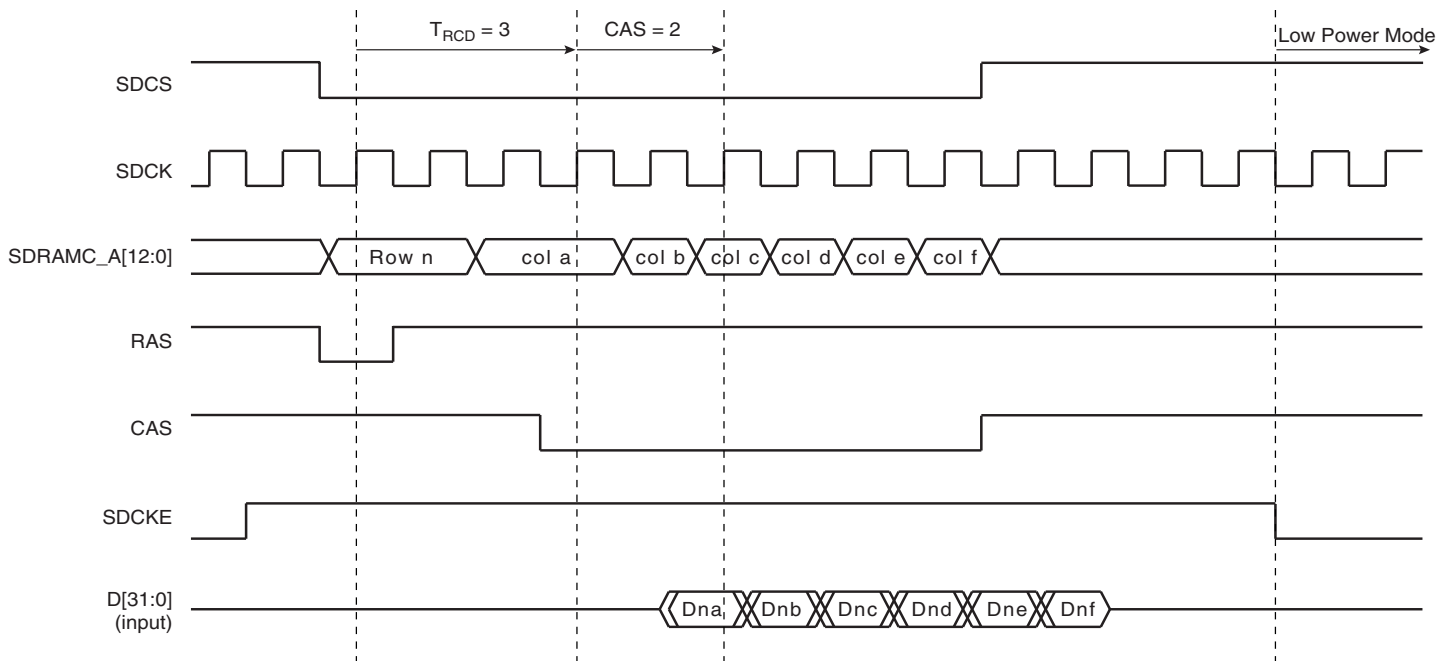 T_RCD = 3
CAS = 2
Low Power Mode
SDCS
SDCK
SDRAMC_A[12:0]
Row n
col a
col b
col c
col d
col e
col f
RAS
CAS
SDCKE
D[31:0]
(input)
Dna
Dnb
Dnc
Dnd
Dne
Dnf